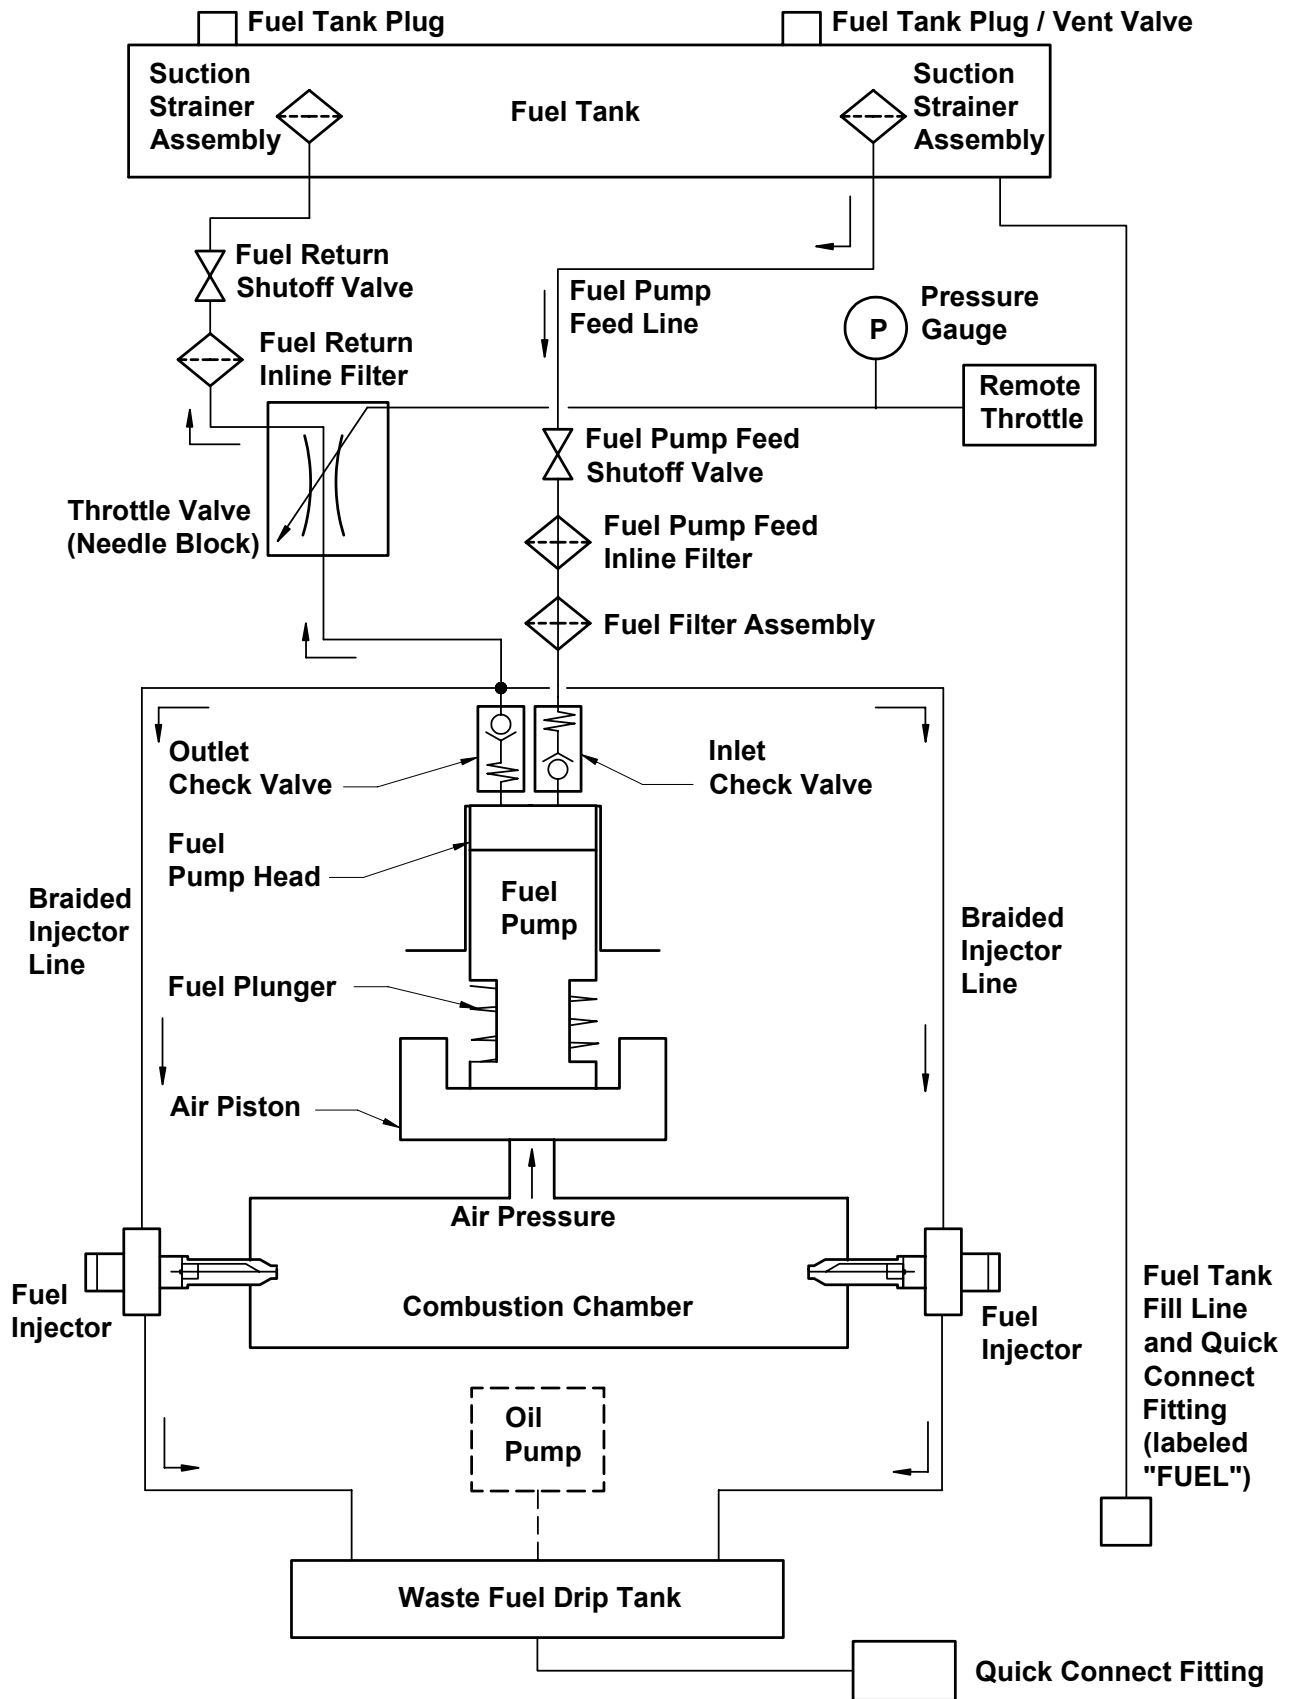 Fuel Tank Plug
Fuel Tank Plug / Vent Valve
Suction
Strainer
Assembly
Fuel Tank
Suction
Strainer
Assembly
Fuel Return
Shutoff Valve
Fuel Pump
Feed Line
Pressure
Gauge
P
Fuel Return
Inline Filter
Remote
Throttle
Fuel Pump Feed
Shutoff Valve
Throttle Valve
(Needle Block)
Fuel Pump Feed
Inline Filter
Fuel Filter Assembly
Outlet
Check Valve
Inlet
Check Valve
Fuel
Pump Head
Fuel
Pump
Braided
Injector
Line
Braided
Injector
Line
Fuel Plunger
Air Piston
Air Pressure
Combustion Chamber
Fuel
Injector
Fuel
Injector
Fuel Tank
Fill Line
and Quick
Connect
Fitting
(labeled
"FUEL")
Oil
Pump
Waste Fuel Drip Tank
Quick Connect Fitting